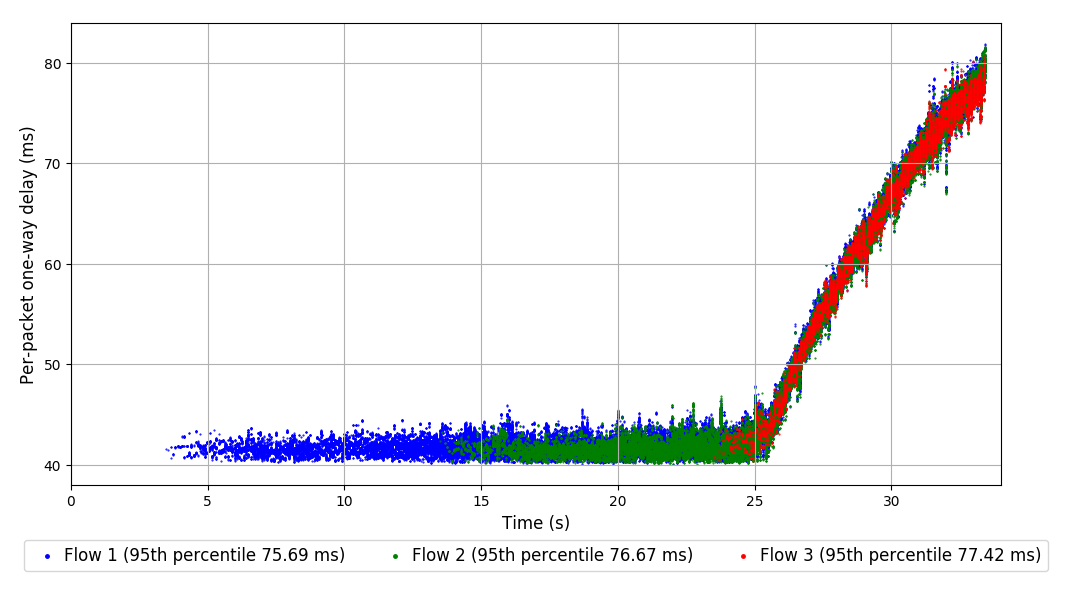 80
70
60
50
40
Per-packet one-way delay (ms)
0 5 10 15 20 25 30
Time (s)
Flow 1 (95th percentile 75.69 ms) Flow 2 (95th percentile 76.67 ms) Flow 3 (95th percentile 77.42 ms)